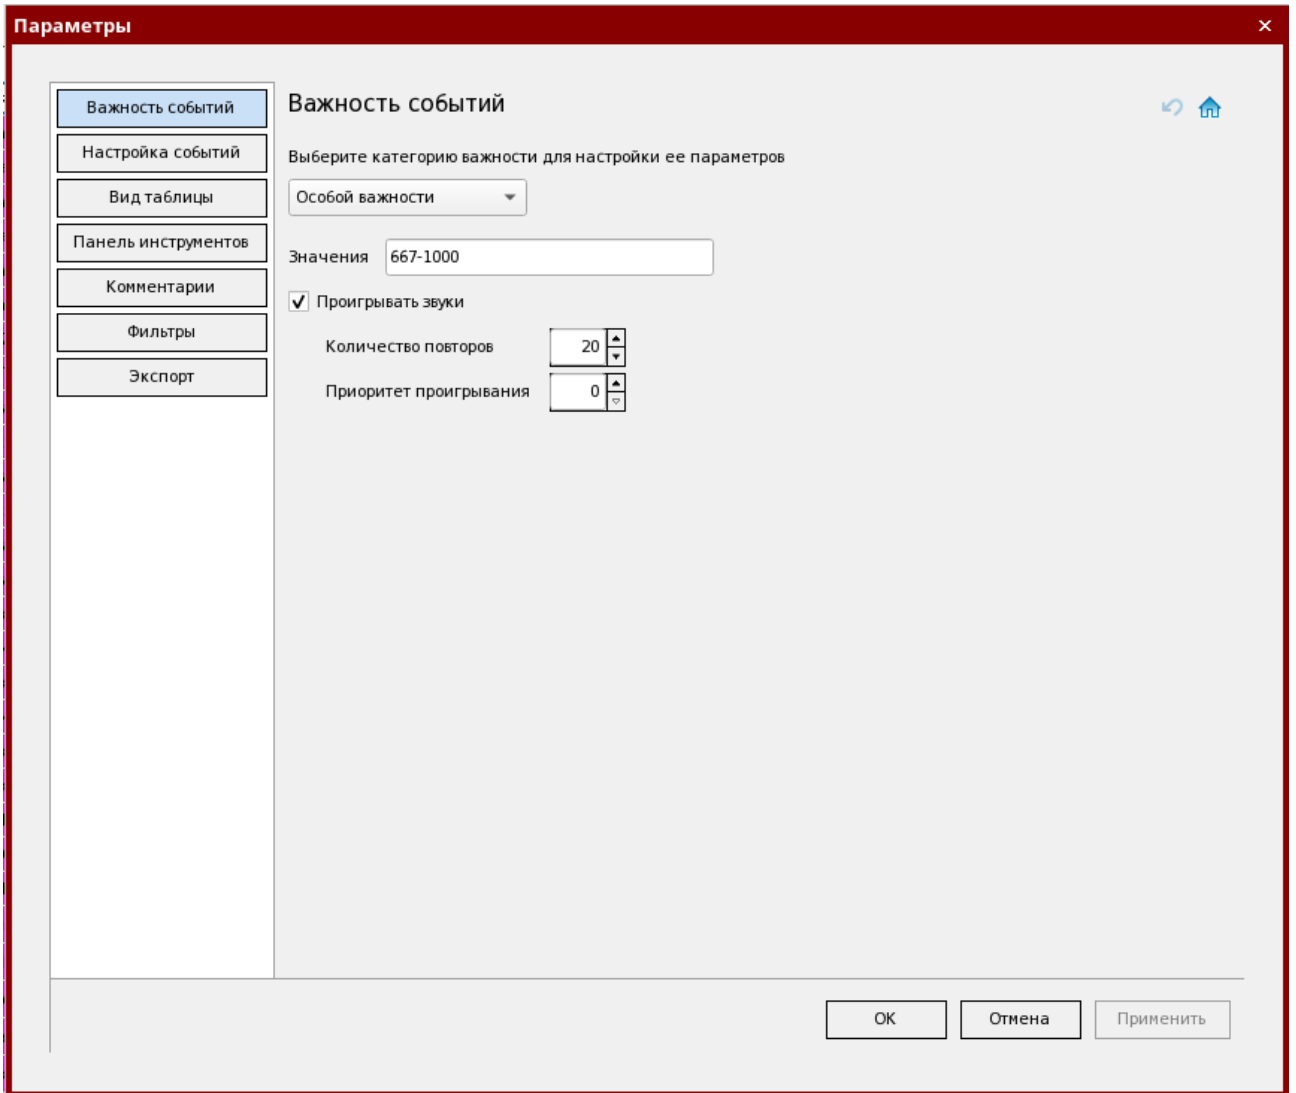 Параметры
Важность событий
Настройка событий
Вид таблицы
Панель инструментов
Комментарии
Фильтры
Экспорт
Важность событий
Выберите категорию важности для настройки ее параметров
Особой важности
Значения 667-1000
Проигрывать звуки
Количество повторов 20
Приоритет проигрывания 0
ОК Отмена Применить